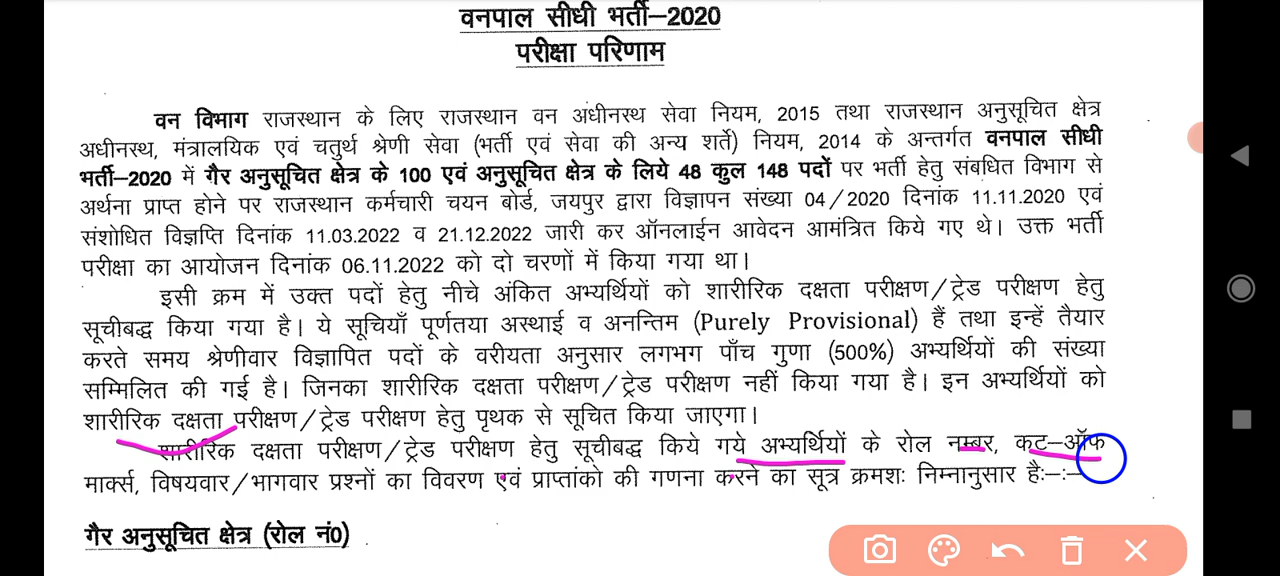 वनपाल सीधी भर्ती–2020
परीक्षा परिणाम
वन विभाग राजस्थान के लिए राजस्थान वन अधीनस्थ सेवा नियम, 2015 तथा राजस्थान अनुसूचित क्षेत्र
अधीनस्थ, मंत्रालयिक एवं चतुर्थ श्रेणी सेवा (भर्ती एवं सेवा की अन्य शर्ते) नियम, 2014 के अन्तर्गत वनपाल सीधी
भर्ती–2020 में गैर अनुसूचित क्षेत्र के 100 एवं अनुसूचित क्षेत्र के लिये 48 कुल 148 पदों पर भर्ती हेतु संबधित विभाग से
अर्थना प्राप्त होने पर राजस्थान कर्मचारी चयन बोर्ड, जयपुर द्वारा विज्ञापन संख्या 04/2020 दिनांक 11.11.2020 एवं
संशोधित विज्ञप्ति दिनांक 11.03.2022 व 21.12.2022 जारी कर ऑनलाईन आवेदन आमंत्रित किये गए थे। उक्त भर्ती
परीक्षा का आयोजन दिनांक 06.11.2022 को दो चरणों में किया गया था।
इसी क्रम में उक्त पदों हेतु नीचे अंकित अभ्यर्थियों को शारीरिक दक्षता परीक्षण/ट्रेड परीक्षण हेतु
सूचीबद्ध किया गया है। ये सूचियाँ पूर्णतया अस्थाई व अनन्तिम (Purely Provisional) हैं तथा इन्हें तैयार
करते समय श्रेणीवार विज्ञापित पदों के वरीयता अनुसार लगभग पाँच गुणा (500%) अभ्यर्थियों की संख्या
सम्मिलित की गई है। जिनका शारीरिक दक्षता परीक्षण/ट्रेड परीक्षण नहीं किया गया है। इन अभ्यर्थियों को
शारीरिक दक्षता परीक्षण/ट्रेड परीक्षण हेतु पृथक से सूचित किया जाएगा।
शारीरिक दक्षता परीक्षण/ट्रेड परीक्षण हेतु सूचीबद्ध किये गये अभ्यर्थियों के रोल नम्बर, कट–ऑफ
मार्क्स, विषयवार/भागवार प्रश्नों का विवरण एवं प्राप्तांको की गणना करने का सूत्र क्रमशः निम्नानुसार हैः–ः–
गैर अनुसूचित क्षेत्र (रोल नं0)